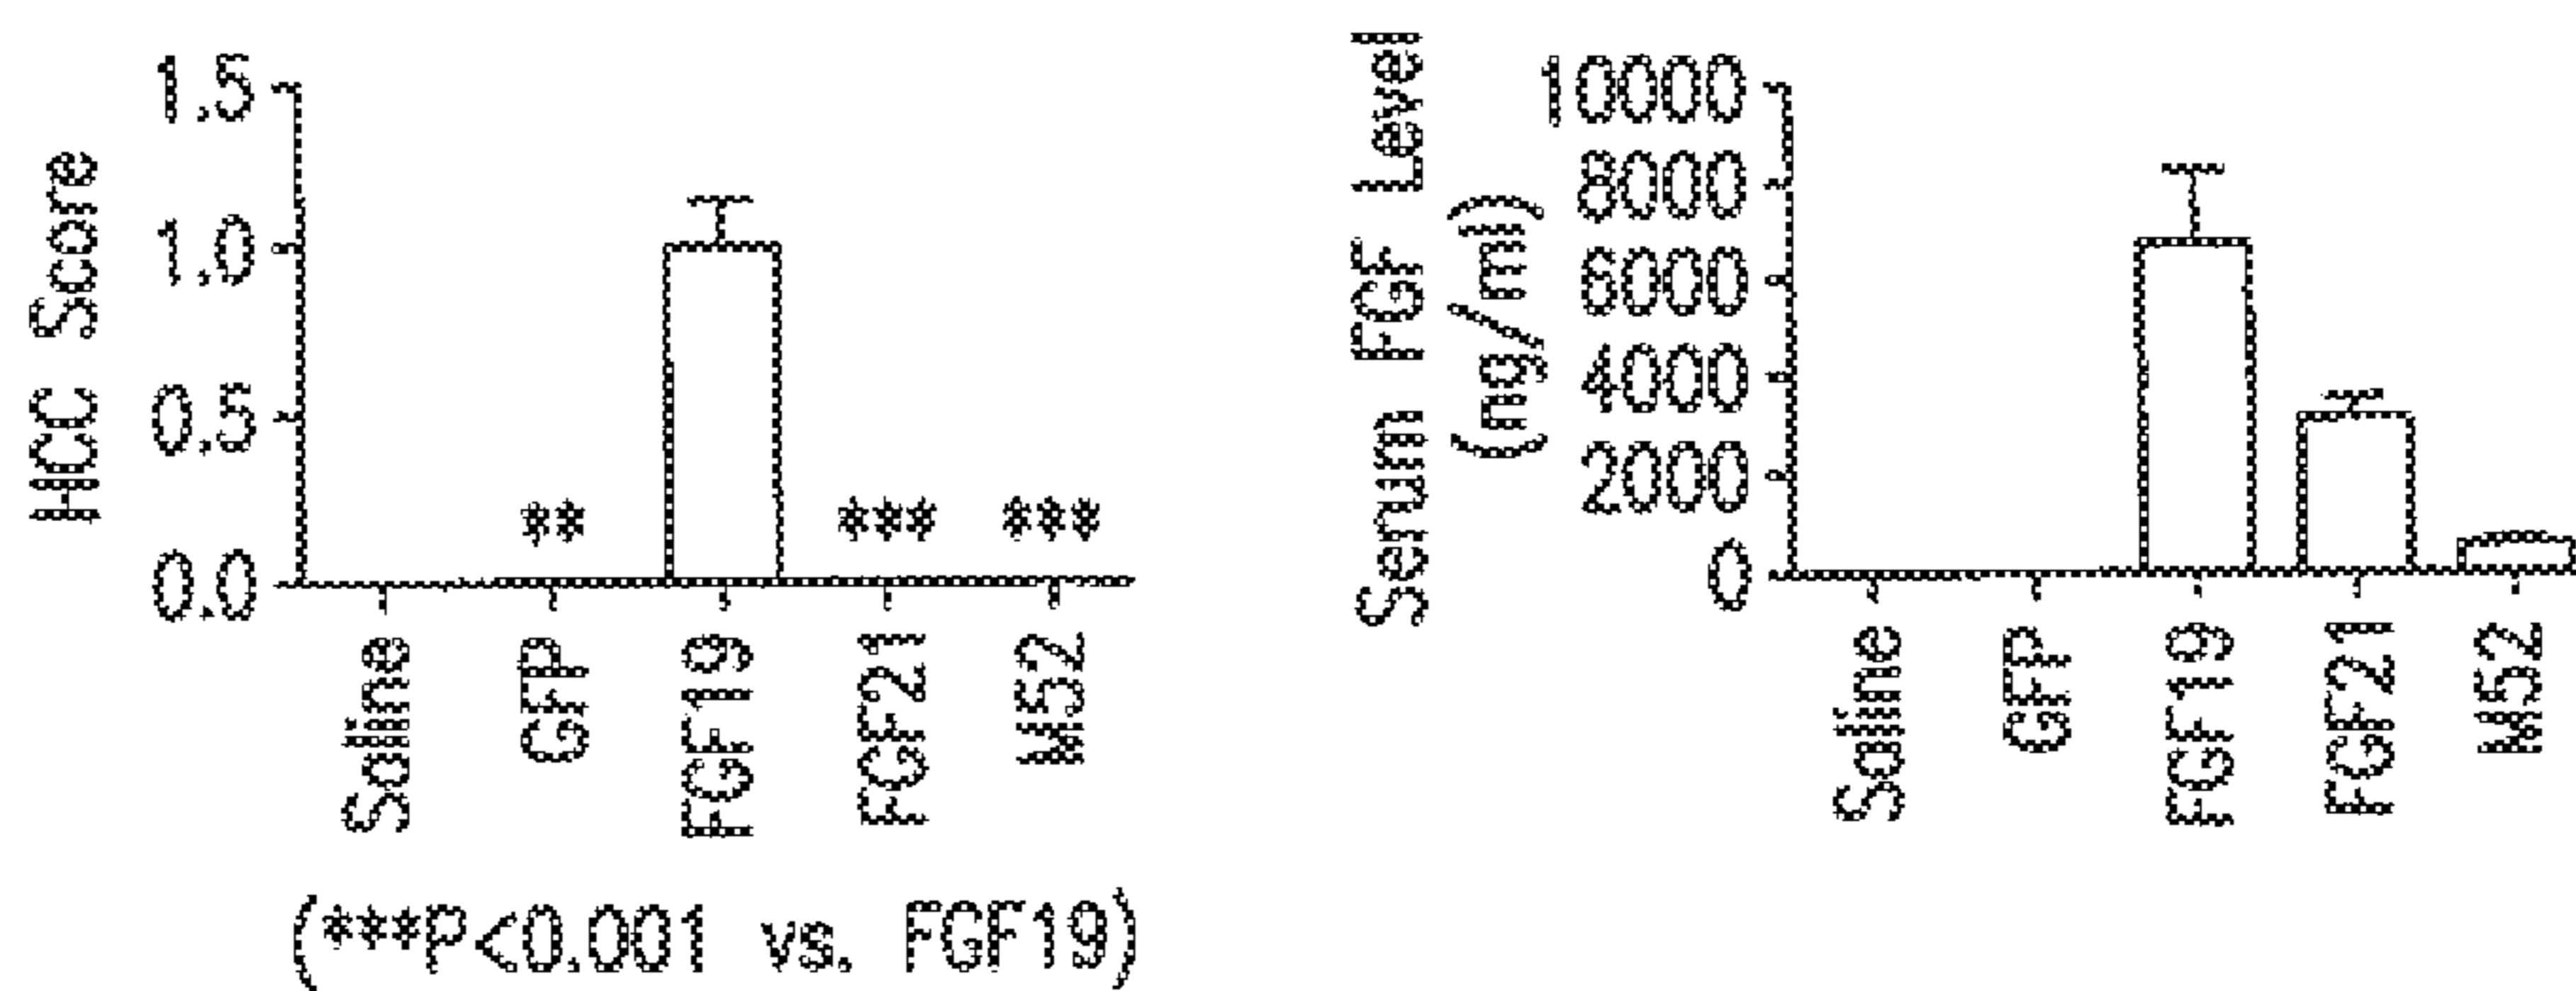 HCC Score
1.5
1.0
0.5
0.0
** *** ***
Saline
GFP
FGF19
FGF21
M52
(***P<0.001 vs. FGF19)
Serum FGF Level
(ng/ml)
10000
8000
6000
4000
2000
0
Saline
GFP
FGF19
FGF21
M52